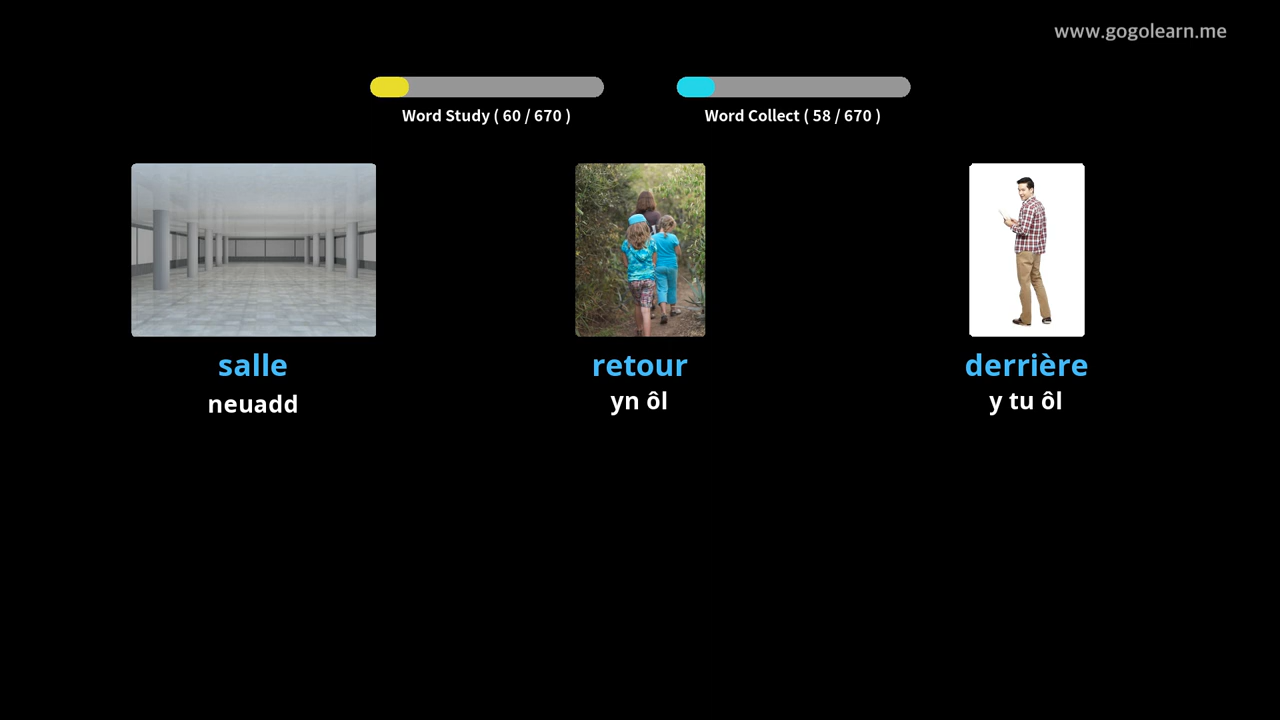 www.gogolearn.me
Word Study ( 60 / 670 )
Word Collect ( 58 / 670 )
salle
neuadd
retour
yn ôl
derrière
y tu ôl